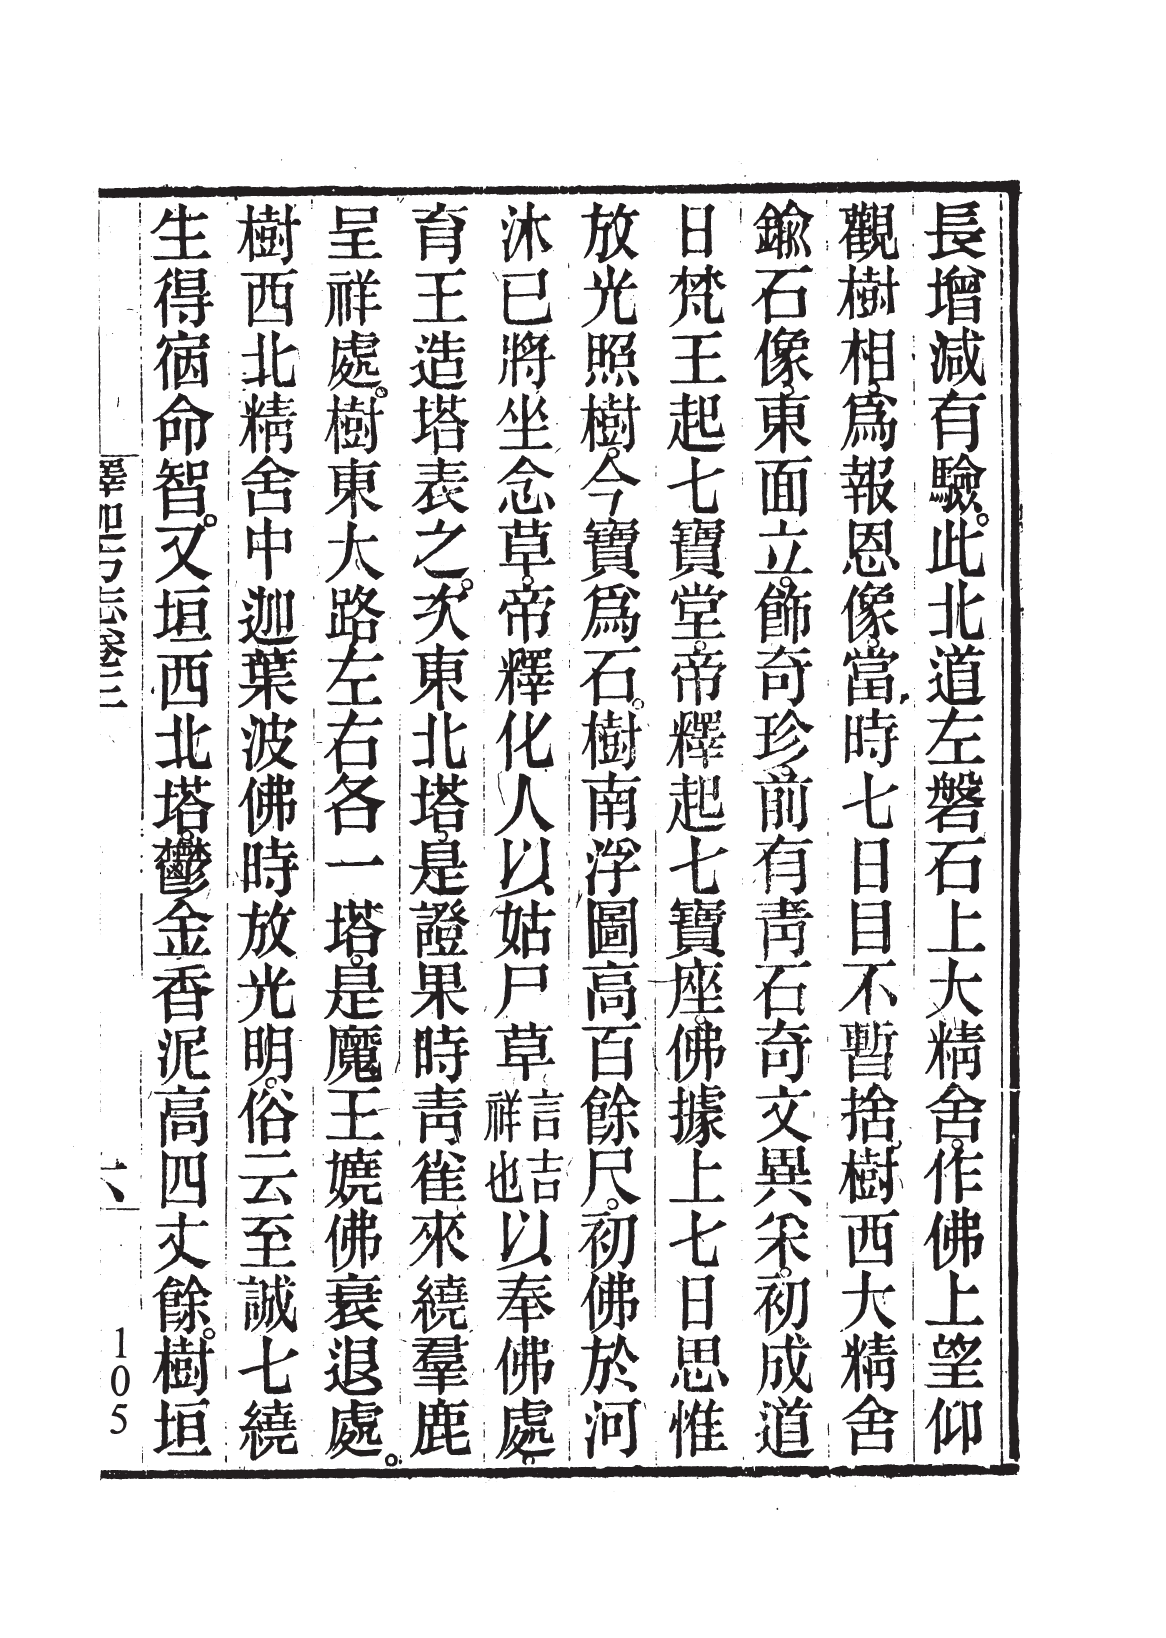 長增減有驗。此北道左磐石上大精舍。作佛上望仰
觀樹相。爲報恩像。當時七日目不暫捨。樹西大精舍
鍮石像。東面立。飾奇珍。前有靑石奇文異釆。初成道
日梵王起七寶堂。帝釋起七寶座。佛據上七日思惟
放光照樹。今寶爲石。樹南浮圖高百餘尺。初佛於河
沐已將坐念草。帝釋化人以姑尸草言吉祥也以奉佛處。
育王造塔表之。次東北塔。是證果時靑雀來繞羣鹿
呈祥處。樹東大路左右各一塔。是魔王嬈佛衰退處。
樹西北精舍中迦葉波佛時放光明。俗云至誠七繞
生得宿命智。又垣西北塔。鬱金香泥高四丈餘。樹垣
釋迦方志卷三
六
105